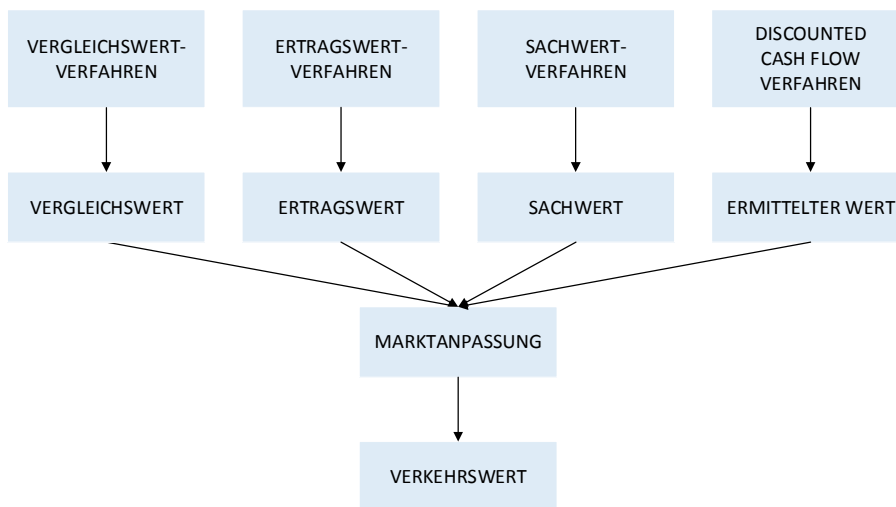 VERGLEICHSWERT-
VERFAHREN
ERTRAGSWERT-
VERFAHREN
SACHWERT-
VERFAHREN
DISCOUNTED
CASH FLOW
VERFAHREN
VERGLEICHSWERT
ERTRAGSWERT
SACHWERT
ERMITTELTER WERT
MARKTANPASSUNG
VERKEHRSWERT